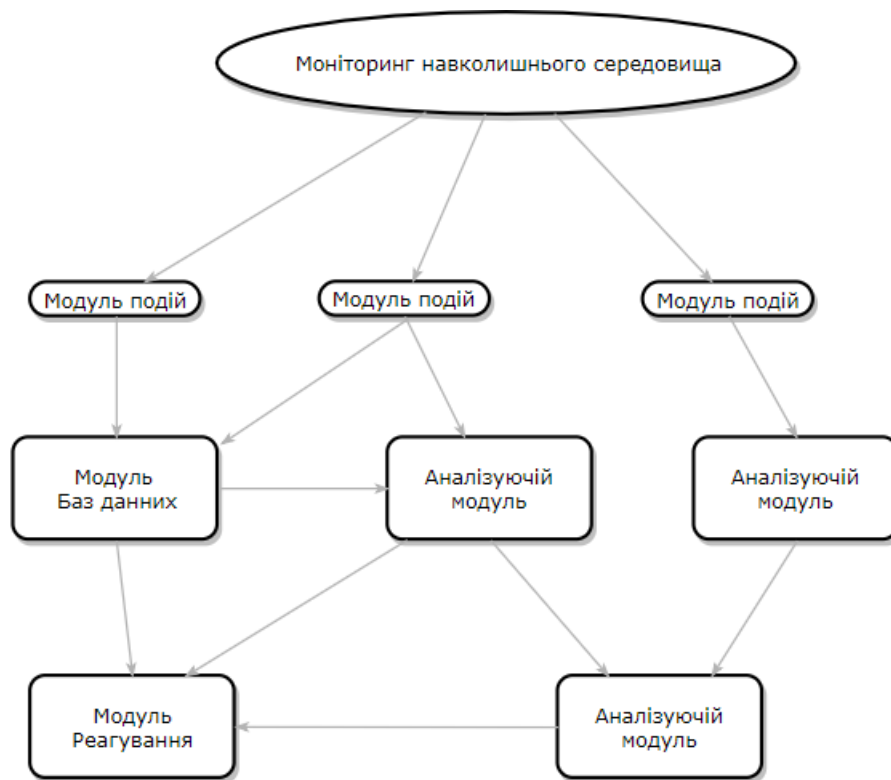 Моніторинг навколишнього середовища
Модуль подій
Модуль подій
Модуль подій
Модуль
Баз данних
Аналізуючій
модуль
Аналізуючій
модуль
Модуль
Реагування
Аналізуючій
модуль